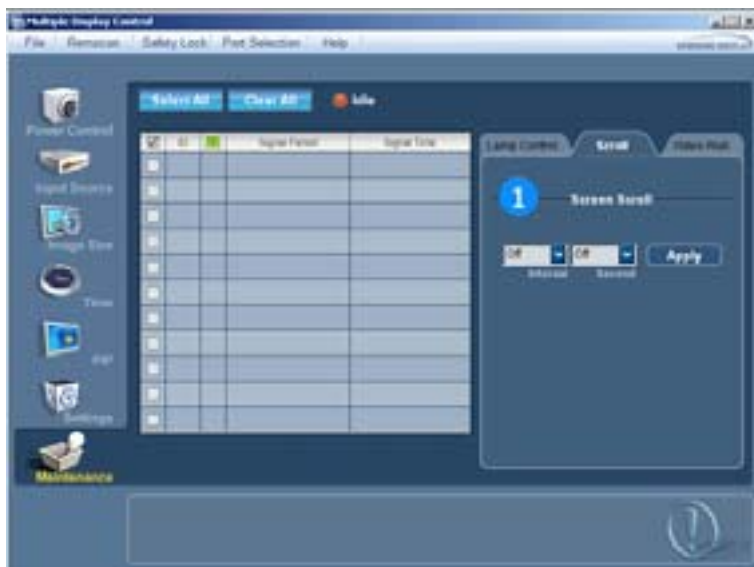 Multiple Display Control
File Remocon Safety Lock Port Selection Help
Select All Clear All Idle
Power Control
Input Source
Image Size
Time
PIP
Settings
Maintenance
ID Signal Period Signal Time
Lamp Control Scroll Video Wall
1 Screen Scroll
Off Off Apply
Interval Second